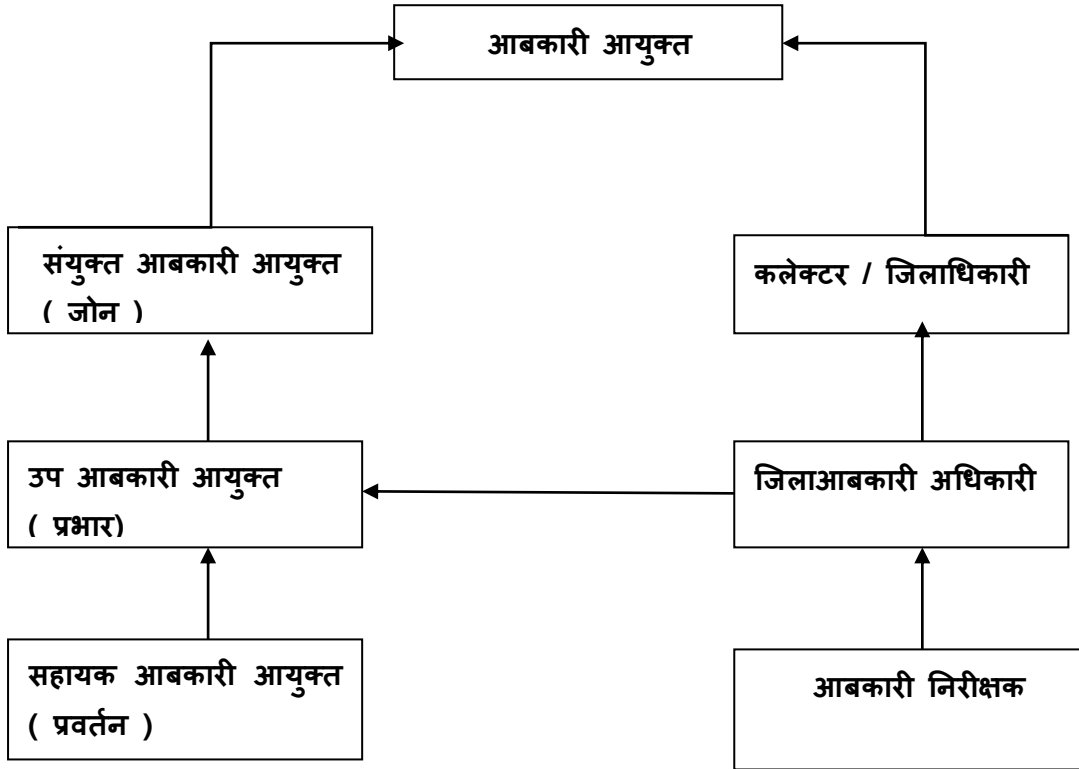 आबकारी आयुक्त
संयुक्त आबकारी आयुक्त
( जोन )
कलेक्टर / जिलाधिकारी
उप आबकारी आयुक्त
( प्रभार)
जिलाआबकारी अधिकारी
सहायक आबकारी आयुक्त
( प्रवर्तन )
आबकारी निरीक्षक